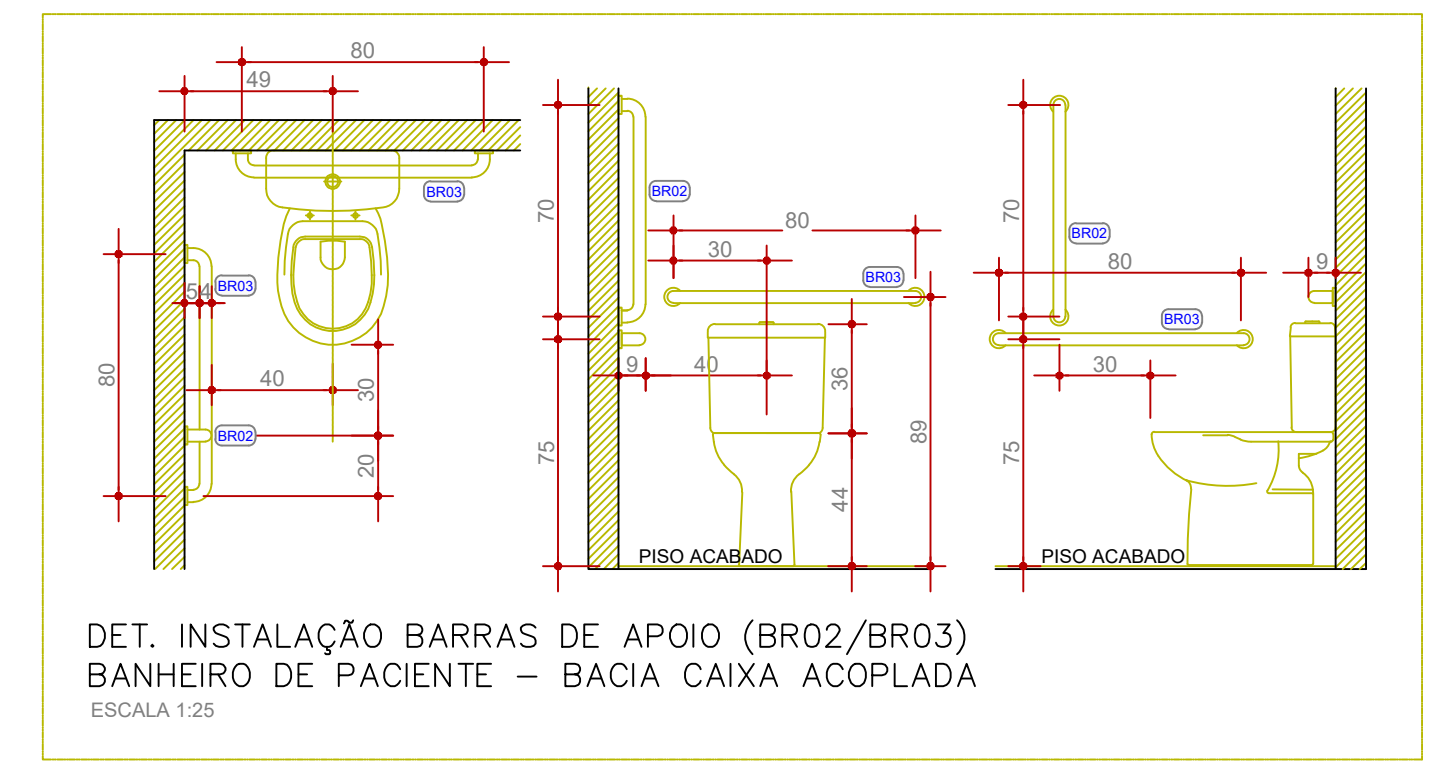 80
49
BR03
BR03
54
80
40
30
BR02
20
70
BR02
80
30
BR03
9
40
36
89
75
44
PISO ACABADO
70
BR02
80
9
BR03
30
75
PISO ACABADO
DET. INSTALAÇÃO BARRAS DE APOIO (BR02/BR03)
BANHEIRO DE PACIENTE – BACIA CAIXA ACOPLADA
ESCALA 1:25